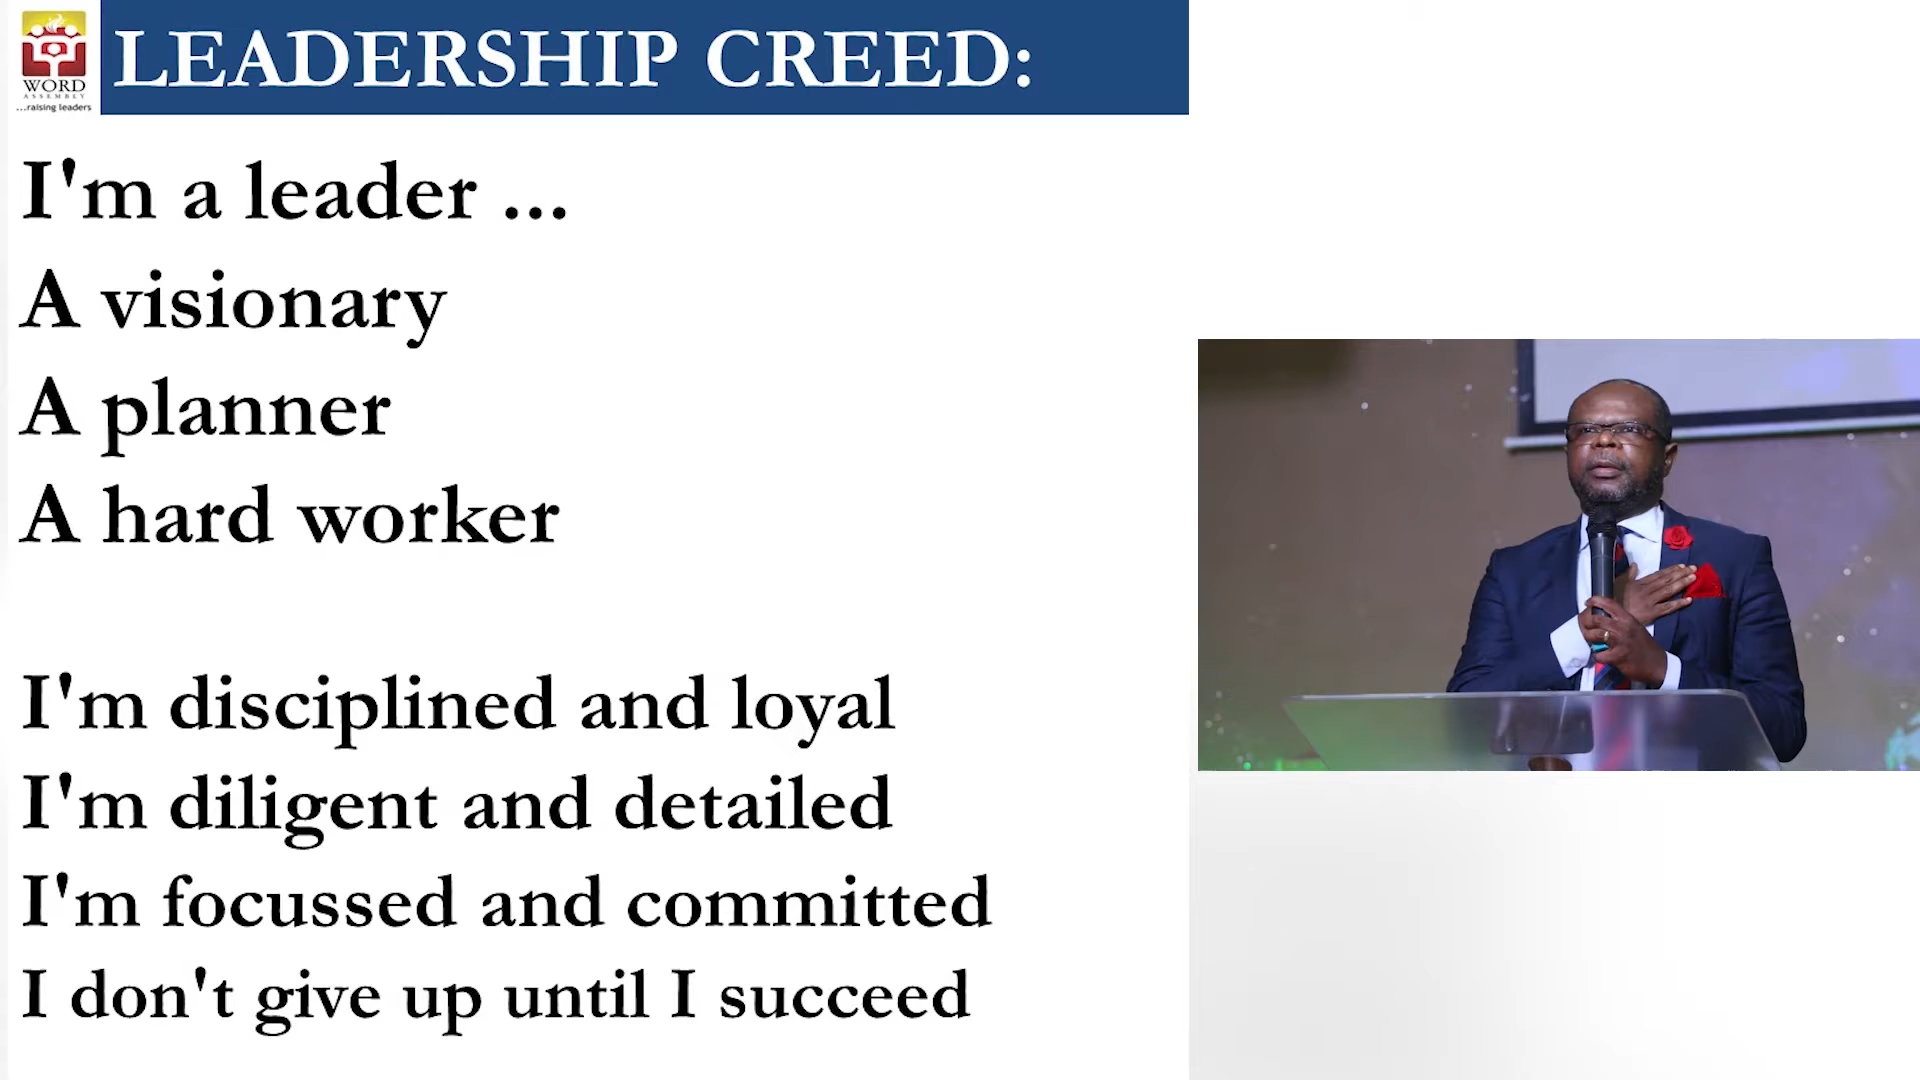 WORD
ASSEMBLY
...raising leaders
LEADERSHIP CREED:
I'm a leader ...
A visionary
A planner
A hard worker
I'm disciplined and loyal
I'm diligent and detailed
I'm focussed and committed
I don't give up until I succeed